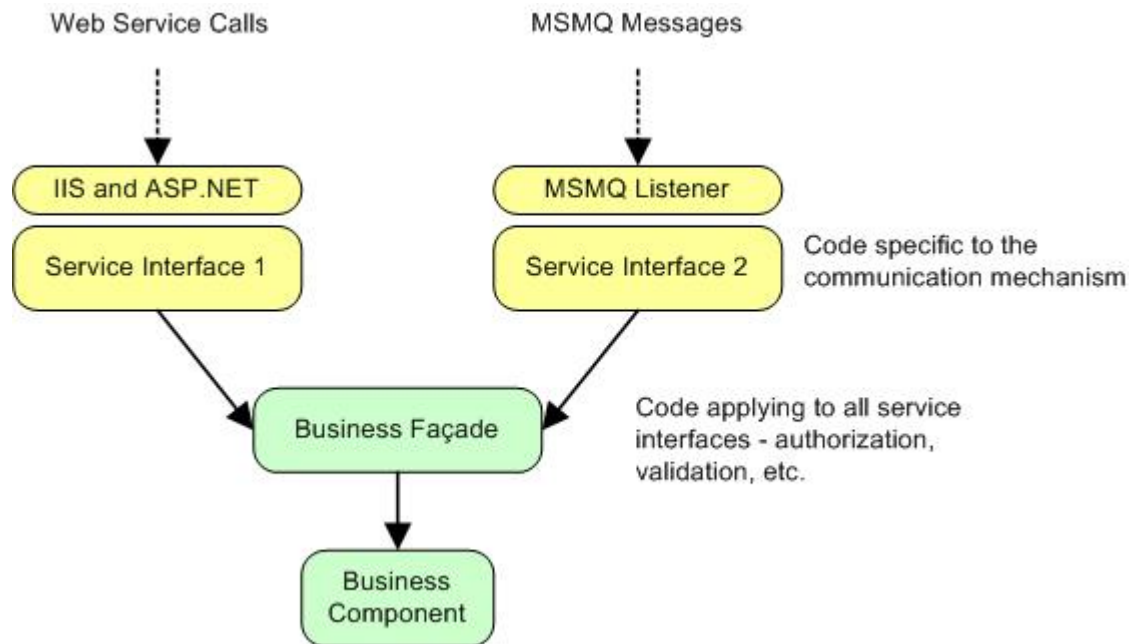 Web Service Calls
MSMQ Messages
IIS and ASP.NET
MSMQ Listener
Service Interface 1
Service Interface 2
Code specific to the
communication mechanism
Business Façade
Code applying to all service
interfaces - authorization,
validation, etc.
Business
Component